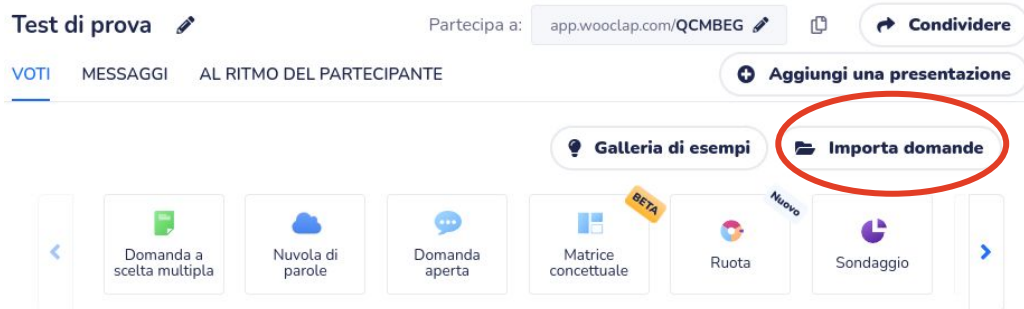 Test di prova
Partecipa a:
app.wooclap.com/QCMBEG
Condividere
VOTI
MESSAGGI
AL RITMO DEL PARTECIPANTE
Aggiungi una presentazione
Galleria di esempi
Importa domande
Domanda a
scelta multipla
Nuvola di
parole
Domanda
aperta
BETA
Matrice
concettuale
Nuovo
Ruota
Sondaggio